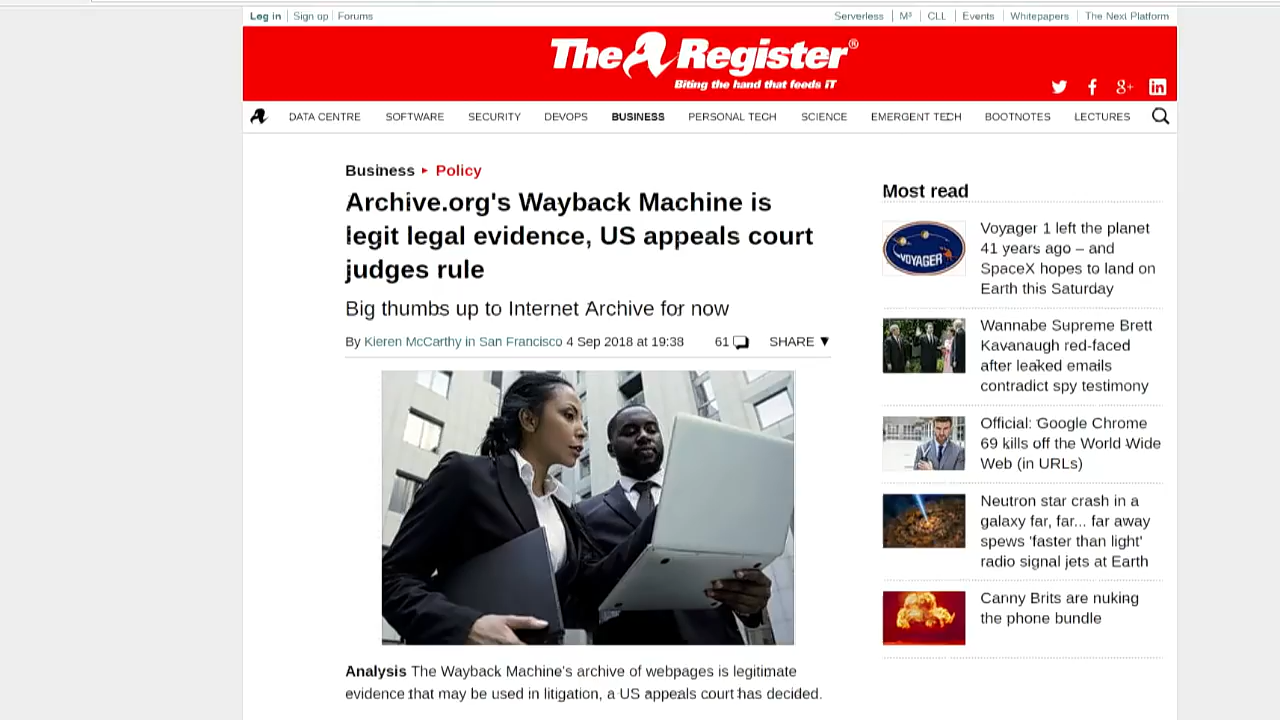 Log in
Sign up
Forums
Serverless
M³
CLL
Events
Whitepapers
The Next Platform
The Register®
Biting the hand that feeds iT
DATA CENTRE
SOFTWARE
SECURITY
DEVOPS
BUSINESS
PERSONAL TECH
SCIENCE
EMERGENT TECH
BOOTNOTES
LECTURES
Business ▸ Policy
Archive.org's Wayback Machine is
legit legal evidence, US appeals court
judges rule
Big thumbs up to Internet Archive for now
By Kieren McCarthy in San Francisco 4 Sep 2018 at 19:38
61
SHARE ▼
Analysis The Wayback Machine's archive of webpages is legitimate
evidence that may be used in litigation, a US appeals court has decided.
Most read
VOYAGER
Voyager 1 left the planet
41 years ago – and
SpaceX hopes to land on
Earth this Saturday
Wannabe Supreme Brett
Kavanaugh red-faced
after leaked emails
contradict spy testimony
Official: Google Chrome
69 kills off the World Wide
Web (in URLs)
Neutron star crash in a
galaxy far, far... far away
spews 'faster than light'
radio signal jets at Earth
Canny Brits are nuking
the phone bundle